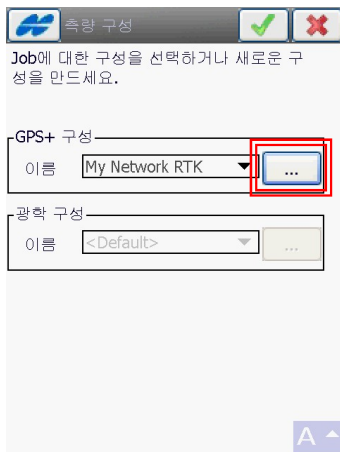 측량 구성
Job에 대한 구성을 선택하거나 새로운 구
성을 만드세요.
GPS+ 구성
이름 My Network RTK ...
광학 구성
이름 <Default> ...
A